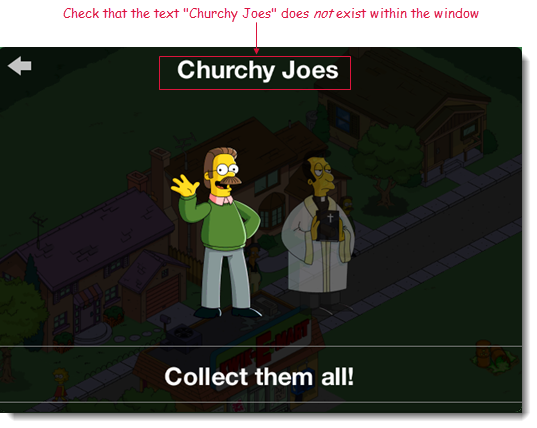 Check that the text "Churchy Joes" does not exist within the window
Churchy Joes
Collect them all!